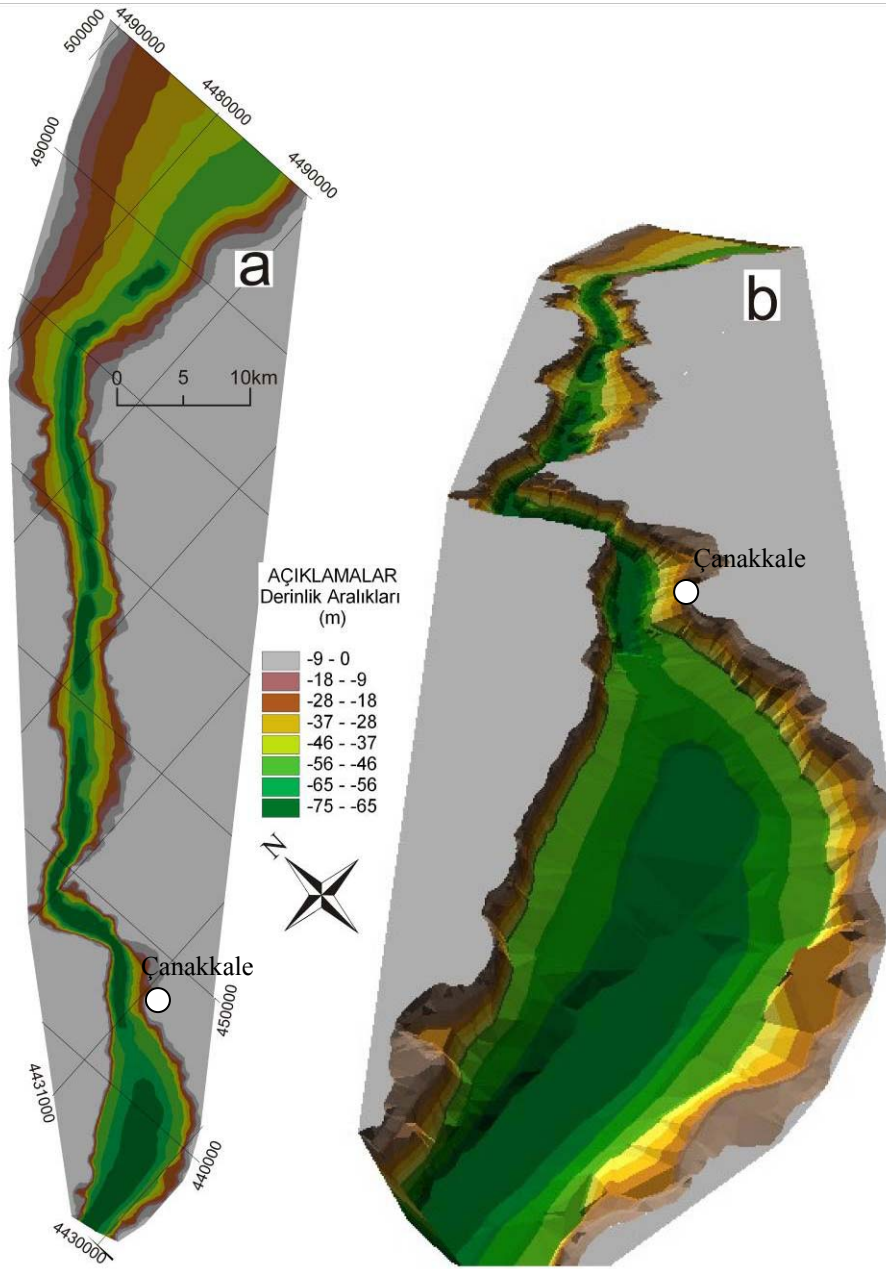 500000
4490000
490000
4480000
4490000
a
0 5 10km
b
AÇIKLAMALAR
Derinlik Aralıkları
(m)
-9 - 0
-18 - -9
-28 - -18
-37 - -28
-46 - -37
-56 - -46
-65 - -56
-75 - -65
N
Çanakkale
Çanakkale
450000
4431000
440000
4430000